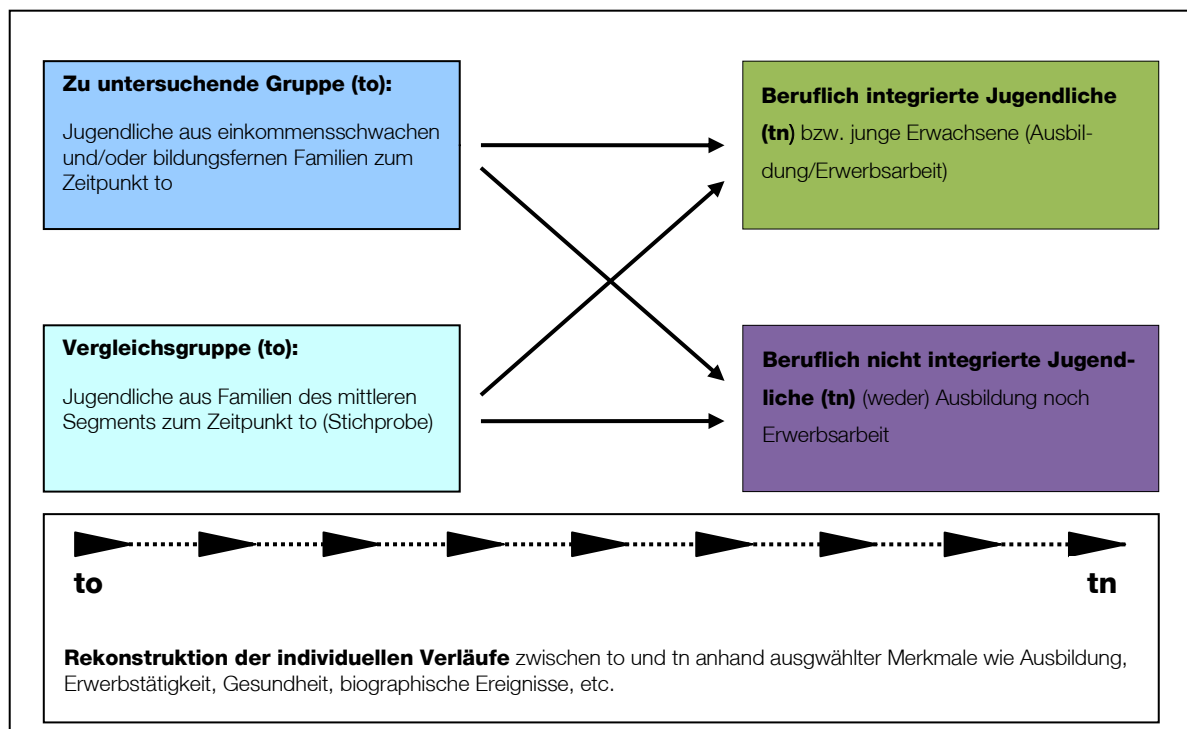 Zu untersuchende Gruppe (to):
Jugendliche aus einkommensschwachen
und/oder bildungsfernen Familien zum
Zeitpunkt to
Beruflich integrierte Jugendliche
(tn) bzw. junge Erwachsene (Ausbil-
dung/Erwerbsarbeit)
Vergleichsgruppe (to):
Jugendliche aus Familien des mittleren
Segments zum Zeitpunkt to (Stichprobe)
Beruflich nicht integrierte Jugend-
liche (tn) (weder) Ausbildung noch
Erwerbsarbeit
to
tn
Rekonstruktion der individuellen Verläufe zwischen to und tn anhand ausgwählter Merkmale wie Ausbildung,
Erwerbstätigkeit, Gesundheit, biographische Ereignisse, etc.